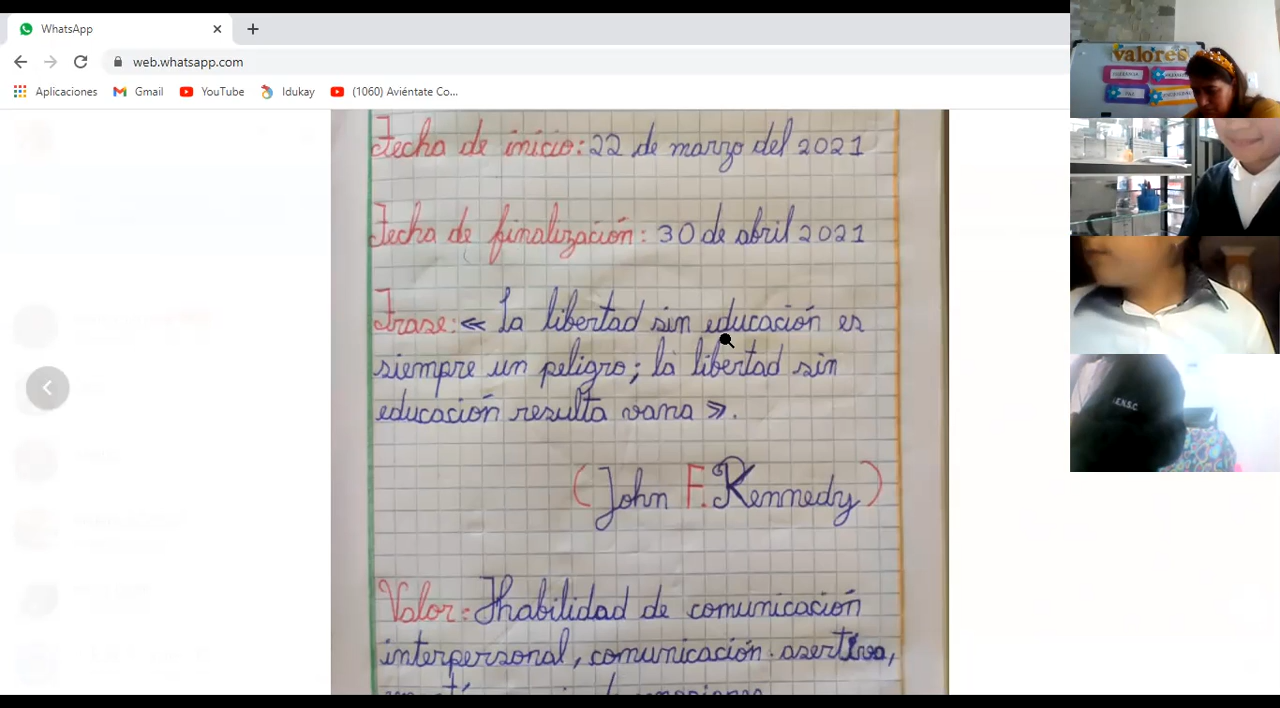 WhatsApp
web.whatsapp.com
Aplicaciones
Gmail
YouTube
Idukay
(1060) Aviéntate Co...
Fecha de inicio: 22 de marzo del 2021
Fecha de finalización: 30 de abril 2021
Frase: « La libertad sin educación es
siempre un peligro; la libertad sin
educación resulta vana ».
(John F. Kennedy)
Valor: Habilidad de comunicación
interpersonal, comunicación asertiva,
valores